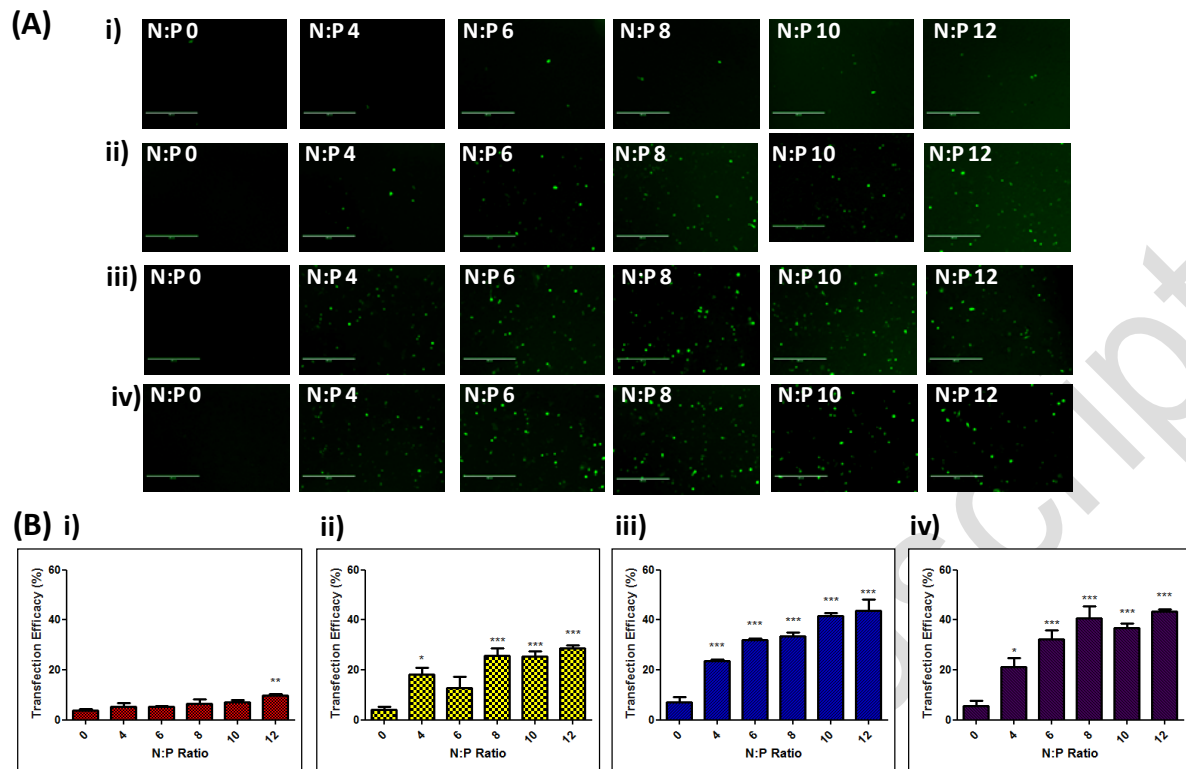 (A)
i) N:P 0 N:P 4 N:P 6 N:P 8 N:P 10 N:P 12
ii) N:P 0 N:P 4 N:P 6 N:P 8 N:P 10 N:P 12
iii) N:P 0 N:P 4 N:P 6 N:P 8 N:P 10 N:P 12
iv) N:P 0 N:P 4 N:P 6 N:P 8 N:P 10 N:P 12
(B)
i)
Transfection Efficacy (%)
60
40
20
0
**
0 4 6 8 10 12
N:P Ratio
ii)
Transfection Efficacy (%)
60
40
20
0
* *** *** ***
0 4 6 8 10 12
N:P Ratio
iii)
Transfection Efficacy (%)
60
40
20
0
*** *** *** *** ***
0 4 6 8 10 12
N:P Ratio
iv)
Transfection Efficacy (%)
60
40
20
0
* *** *** *** ***
0 4 6 8 10 12
N:P Ratio
script